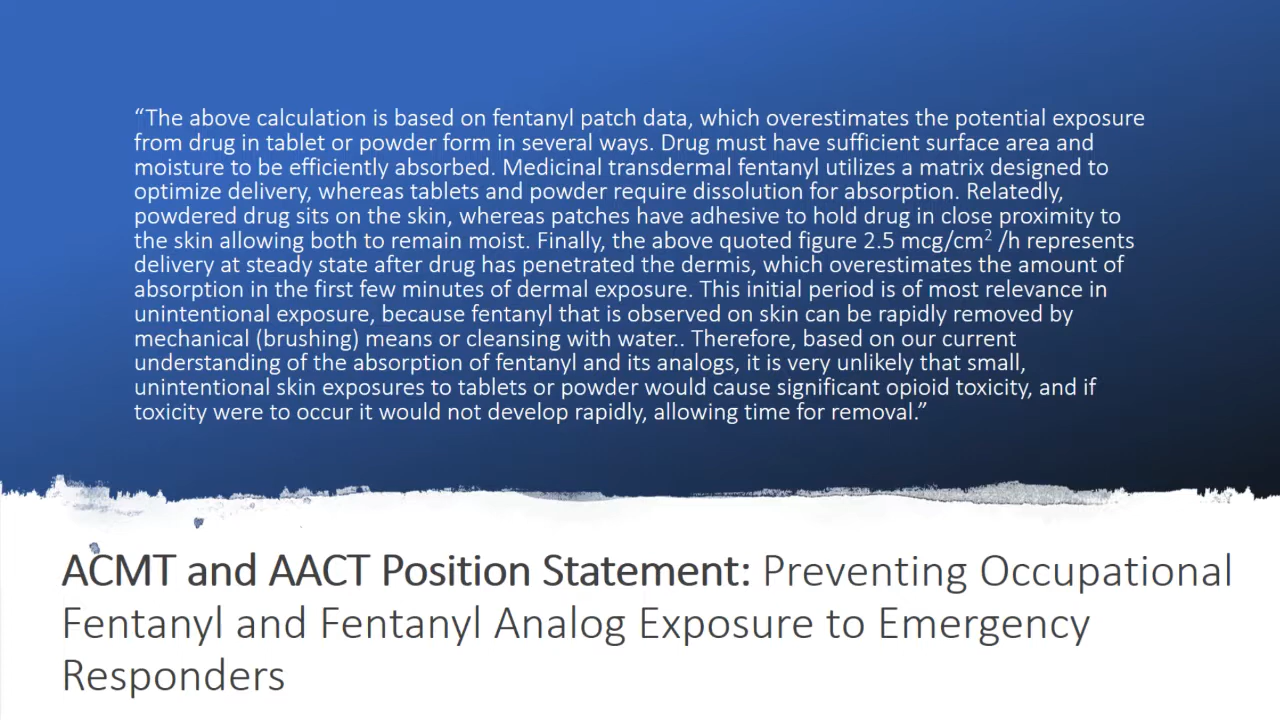 “The above calculation is based on fentanyl patch data, which overestimates the potential exposure
from drug in tablet or powder form in several ways. Drug must have sufficient surface area and
moisture to be efficiently absorbed. Medicinal transdermal fentanyl utilizes a matrix designed to
optimize delivery, whereas tablets and powder require dissolution for absorption. Relatedly,
powdered drug sits on the skin, whereas patches have adhesive to hold drug in close proximity to
the skin allowing both to remain moist. Finally, the above quoted figure 2.5 mcg/cm² /h represents
delivery at steady state after drug has penetrated the dermis, which overestimates the amount of
absorption in the first few minutes of dermal exposure. This initial period is of most relevance in
unintentional exposure, because fentanyl that is observed on skin can be rapidly removed by
mechanical (brushing) means or cleansing with water.. Therefore, based on our current
understanding of the absorption of fentanyl and its analogs, it is very unlikely that small,
unintentional skin exposures to tablets or powder would cause significant opioid toxicity, and if
toxicity were to occur it would not develop rapidly, allowing time for removal.”
ACMT and AACT Position Statement: Preventing Occupational
Fentanyl and Fentanyl Analog Exposure to Emergency
Responders